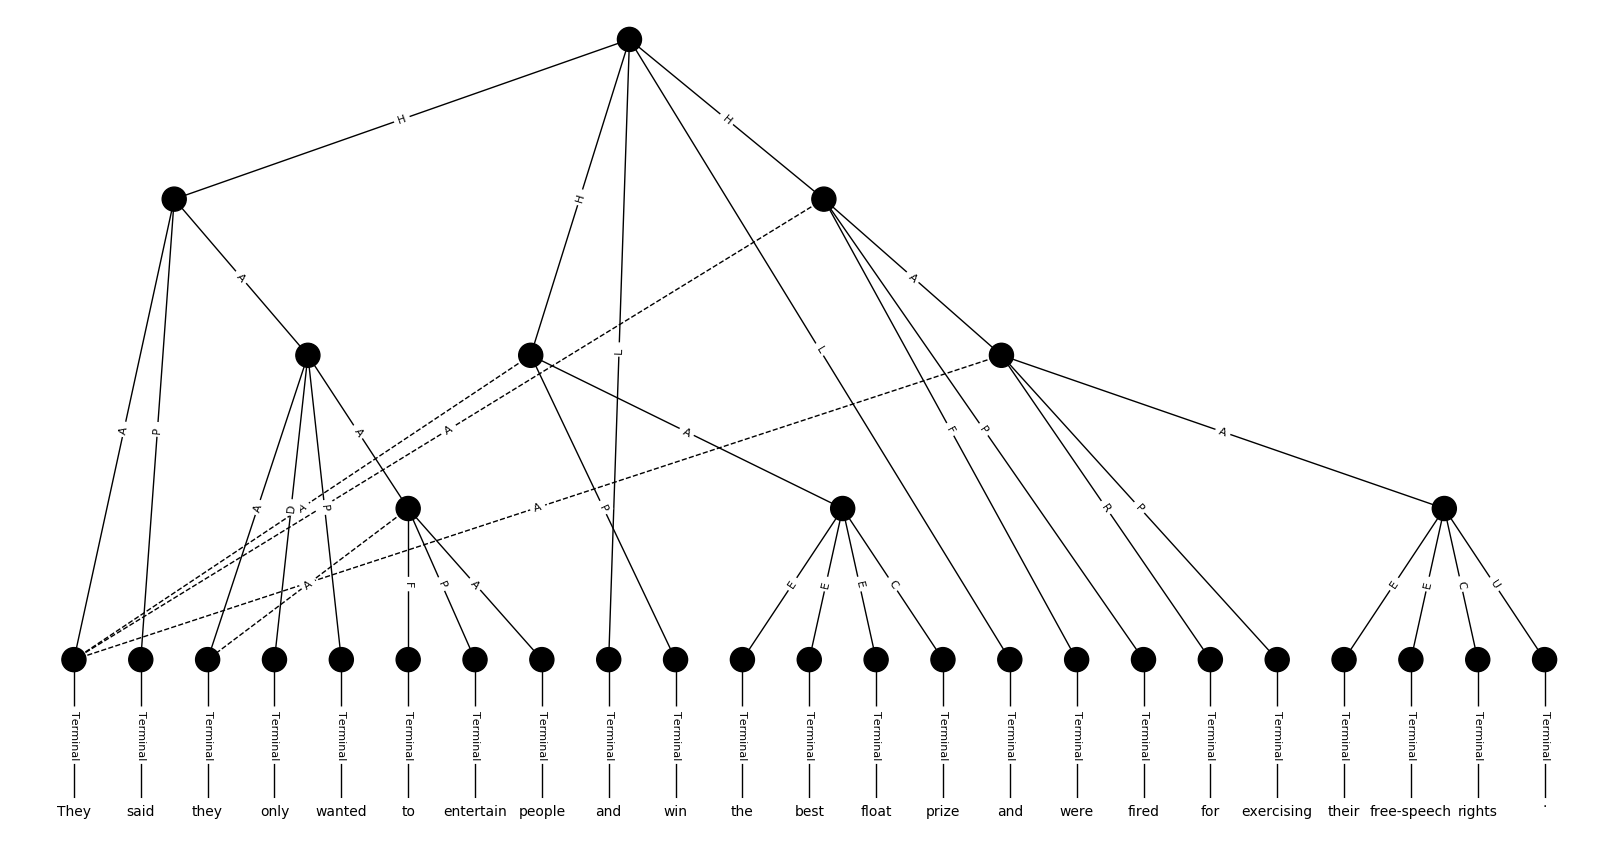 H
H
H
A
A
L
L
A
P
A
A
A
F
P
A
A
D
A
P
A
P
R
P
A
F
P
A
E
E
E
C
E
E
C
U
Terminal Terminal Terminal Terminal Terminal Terminal Terminal Terminal Terminal Terminal Terminal Terminal Terminal Terminal Terminal Terminal Terminal Terminal Terminal Terminal Terminal Terminal Terminal
They said they only wanted to entertain people and win the best float prize and were fired for exercising their free-speech rights .